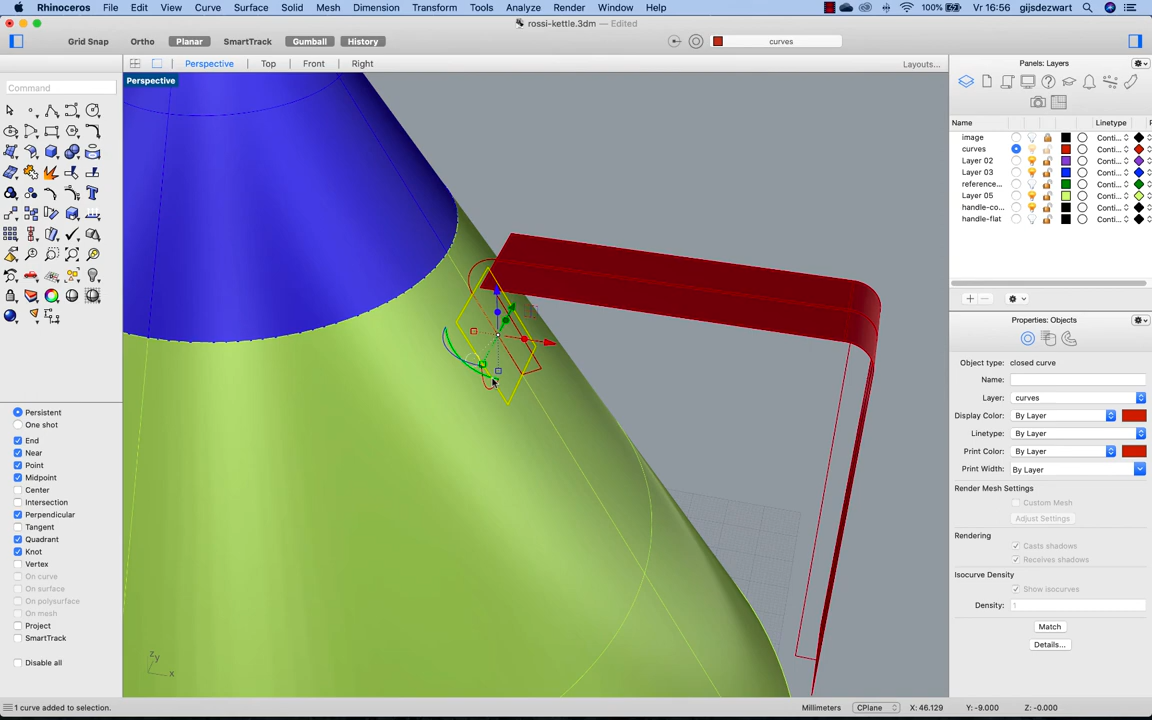 Rhinoceros File Edit View Curve Surface Solid Mesh Dimension Transform Tools Analyze Render Window Help 100% Vr 16:56 gijsdezwart
rossi-kettle.3dm — Edited
Grid Snap Ortho Planar SmartTrack Gumball History curves
Perspective Top Front Right Layouts... Panels: Layers
Perspective
Command
Name Linetype P
image Conti...
curves Conti...
Layer 02 Conti...
Layer 03 Conti...
reference... Conti...
Layer 05 Conti...
handle-co... Conti...
handle-flat Conti...
Properties: Objects
Object type: closed curve
Name:
Layer: curves
Display Color: By Layer
Linetype: By Layer
Print Color: By Layer
Print Width: By Layer
Render Mesh Settings
Custom Mesh
Adjust Settings
Rendering
Casts shadows
Receives shadows
Isocurve Density
Show isocurves
Density: 1
Match
Details...
Persistent
One shot
End
Near
Point
Midpoint
Center
Intersection
Perpendicular
Tangent
Quadrant
Knot
Vertex
On curve
On surface
On polysurface
On mesh
Project
SmartTrack
Disable all
z
y
x
1 curve added to selection. Millimeters CPlane X: 46.129 Y: -9.000 Z: -0.000